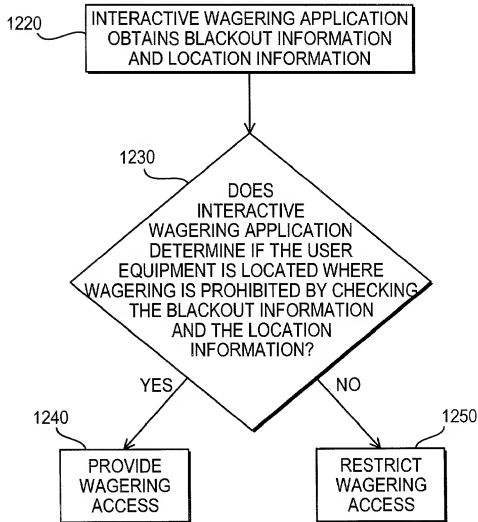 1220
INTERACTIVE WAGERING APPLICATION
OBTAINS BLACKOUT INFORMATION
AND LOCATION INFORMATION
1230
DOES
INTERACTIVE
WAGERING APPLICATION
DETERMINE IF THE USER
EQUIPMENT IS LOCATED WHERE
WAGERING IS PROHIBITED BY CHECKING
THE BLACKOUT INFORMATION
AND THE LOCATION
INFORMATION?
YES
NO
1240
PROVIDE
WAGERING
ACCESS
1250
RESTRICT
WAGERING
ACCESS